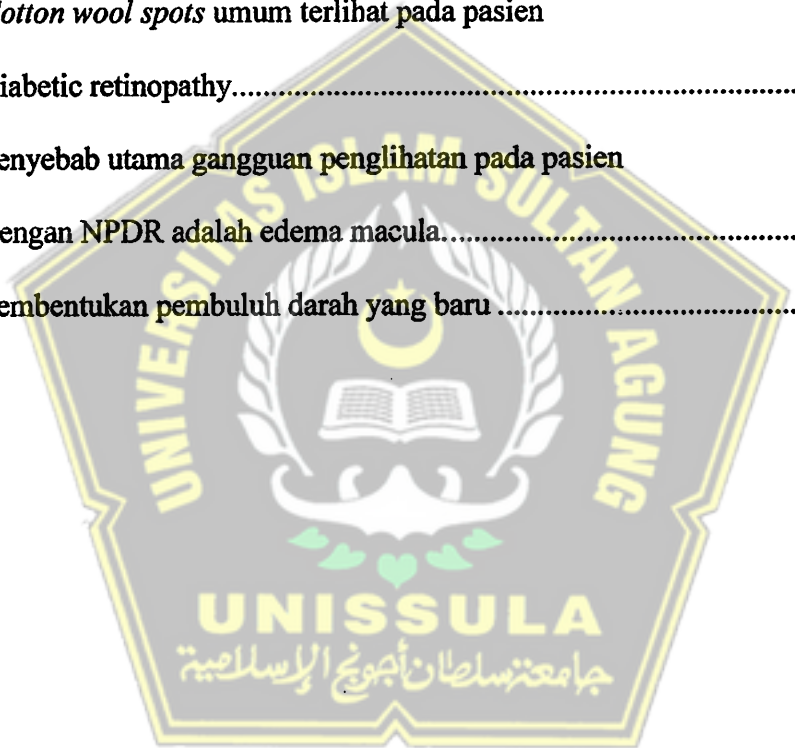 otton wool spots umum terlihat pada pasien
iabetic retinopathy....................................................................................
enyebab utama gangguan penglihatan pada pasien
engan NPDR adalah edema macula.....................................................
embentukan pembuluh darah yang baru ............................................
UNIVERSITAS ISLAM SULTAN AGUNG
UNISSULA
جامعة سلطان أجونج الإسلامية